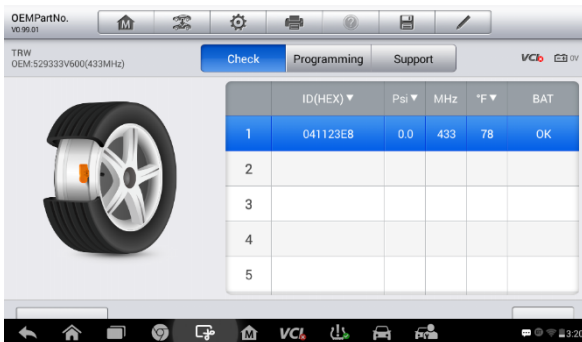 OEMPartNo.
V0.99.01
TRW
OEM:529333V600(433MHz)
Check Programming Support
VCI 0V
ID(HEX)▼ Psi▼ MHz °F▼ BAT
1 041123E8 0.0 433 78 OK
2
3
4
5
VCI 3:20